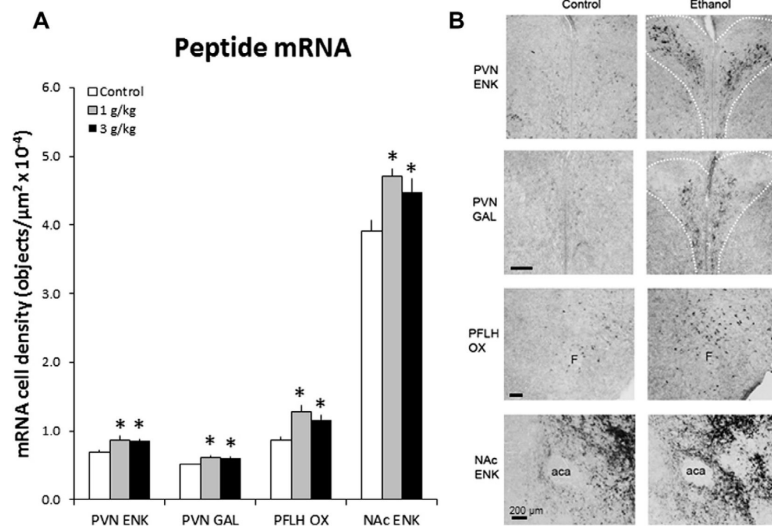 A
Peptide mRNA
mRNA cell density (objects/µm² x 10⁻⁴)
6.0
5.0
4.0
3.0
2.0
1.0
0.0
Control
1 g/kg
3 g/kg
* *
* *
* *
* *
PVN ENK PVN GAL PFLH OX NAc ENK
B
Control Ethanol
PVN
ENK
PVN
GAL
PFLH
OX
F F
NAc
ENK
aca aca
200 µm